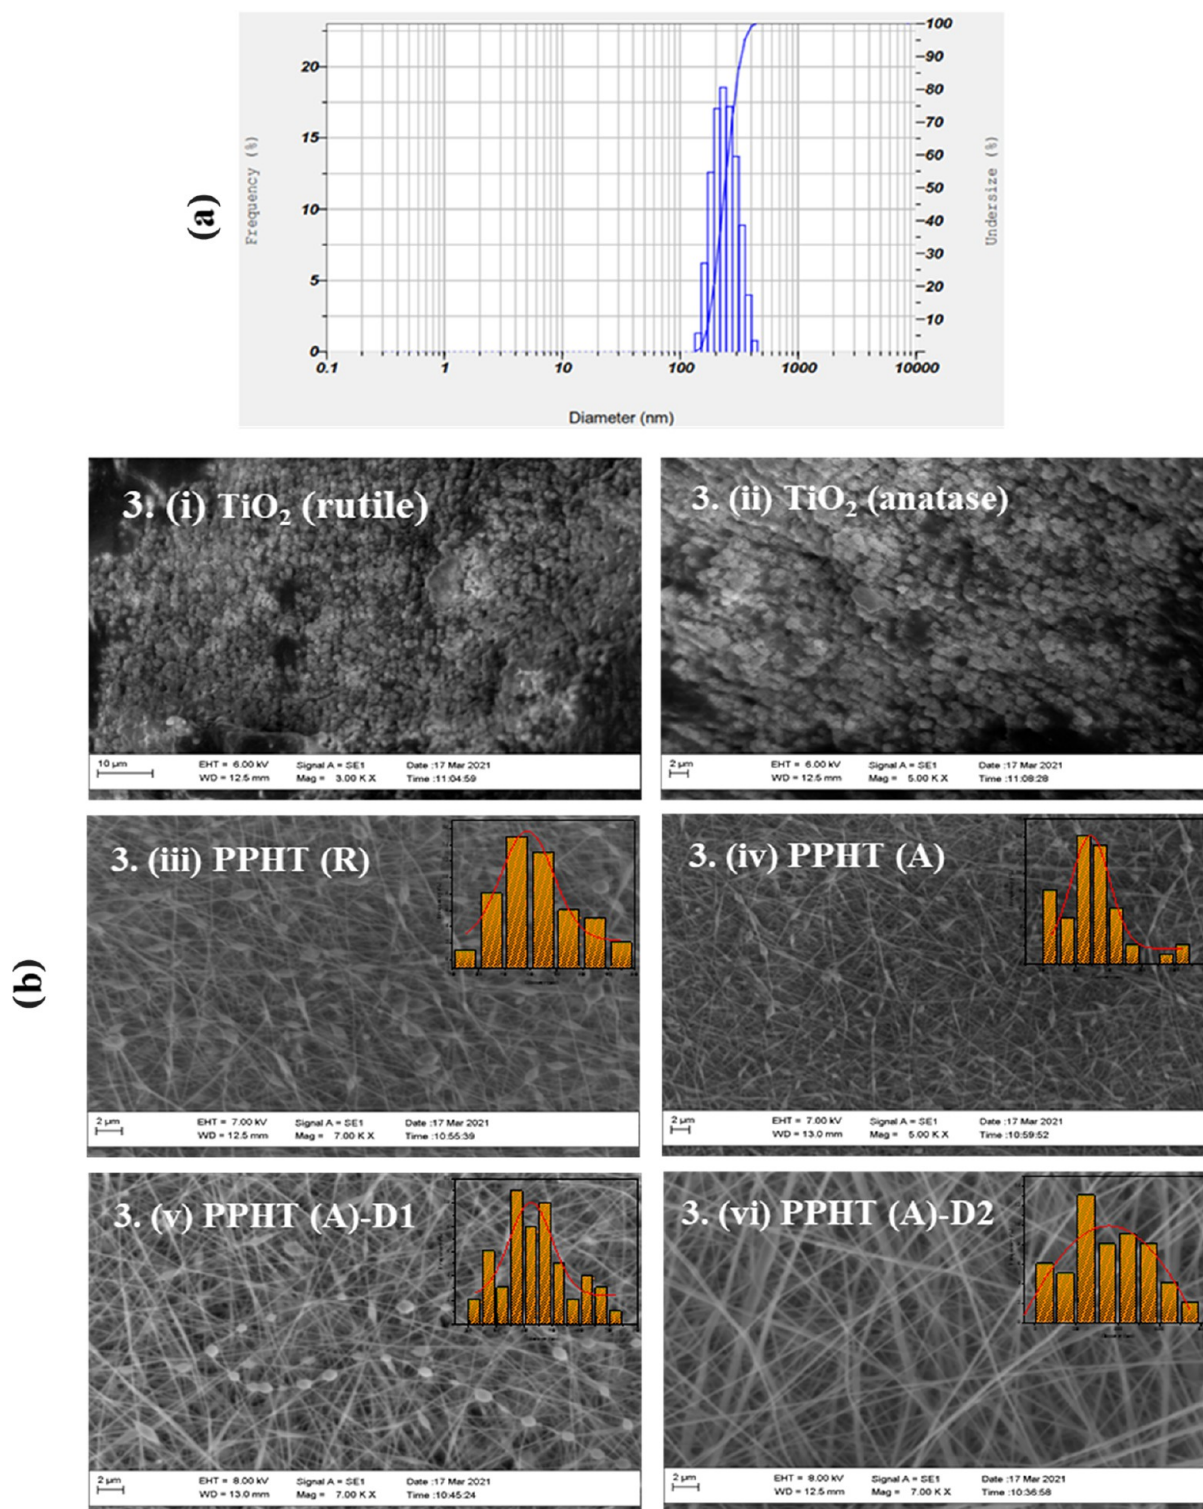 (a)
Frequency (%)
20
15
10
5
0
100
90
80
70
60
50
40
30
20
10
Undersize (%)
0.1 1 10 100 1000 10000
Diameter (nm)
(b)
3. (i) TiO₂ (rutile)
10 µm EHT = 6.00 kV Signal A = SE1 Date :17 Mar 2021
WD = 12.5 mm Mag = 3.00 K X Time :11:04:59
3. (ii) TiO₂ (anatase)
2 µm EHT = 6.00 kV Signal A = SE1 Date :17 Mar 2021
WD = 12.5 mm Mag = 5.00 K X Time :11:08:28
3. (iii) PPHT (R)
2 µm EHT = 7.00 kV Signal A = SE1 Date :17 Mar 2021
WD = 12.5 mm Mag = 7.00 K X Time :10:55:39
3. (iv) PPHT (A)
2 µm EHT = 7.00 kV Signal A = SE1 Date :17 Mar 2021
WD = 13.0 mm Mag = 5.00 K X Time :10:59:52
3. (v) PPHT (A)-D1
2 µm EHT = 8.00 kV Signal A = SE1 Date :17 Mar 2021
WD = 13.0 mm Mag = 7.00 K X Time :10:45:24
3. (vi) PPHT (A)-D2
2 µm EHT = 8.00 kV Signal A = SE1 Date :17 Mar 2021
WD = 12.5 mm Mag = 7.00 K X Time :10:36:58